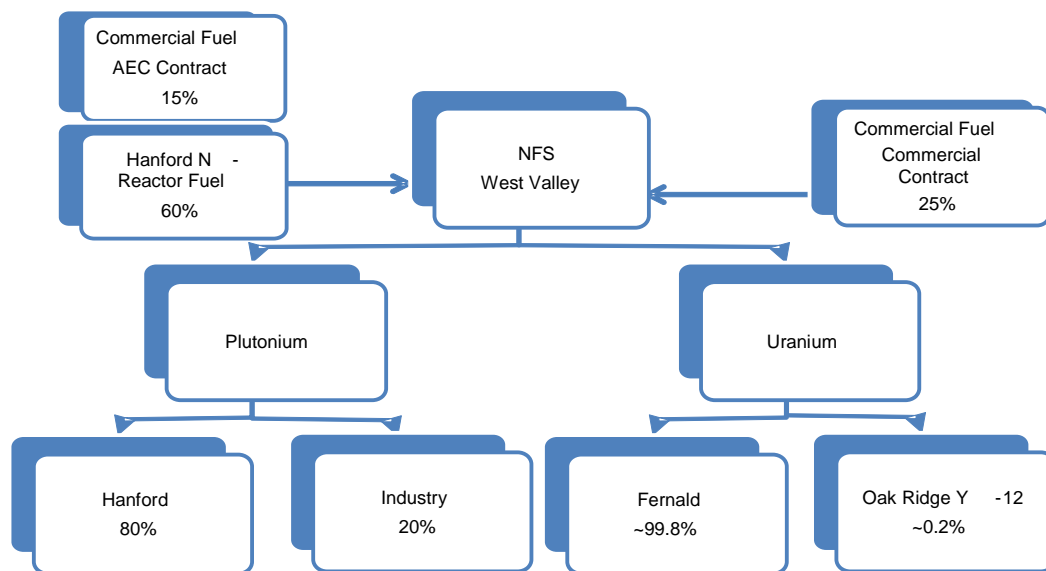 Commercial Fuel
AEC Contract
15%
Hanford N -
Reactor Fuel
60%
NFS
West Valley
Commercial Fuel
Commercial
Contract
25%
Plutonium
Uranium
Hanford
80%
Industry
20%
Fernald
~99.8%
Oak Ridge Y -12
~0.2%